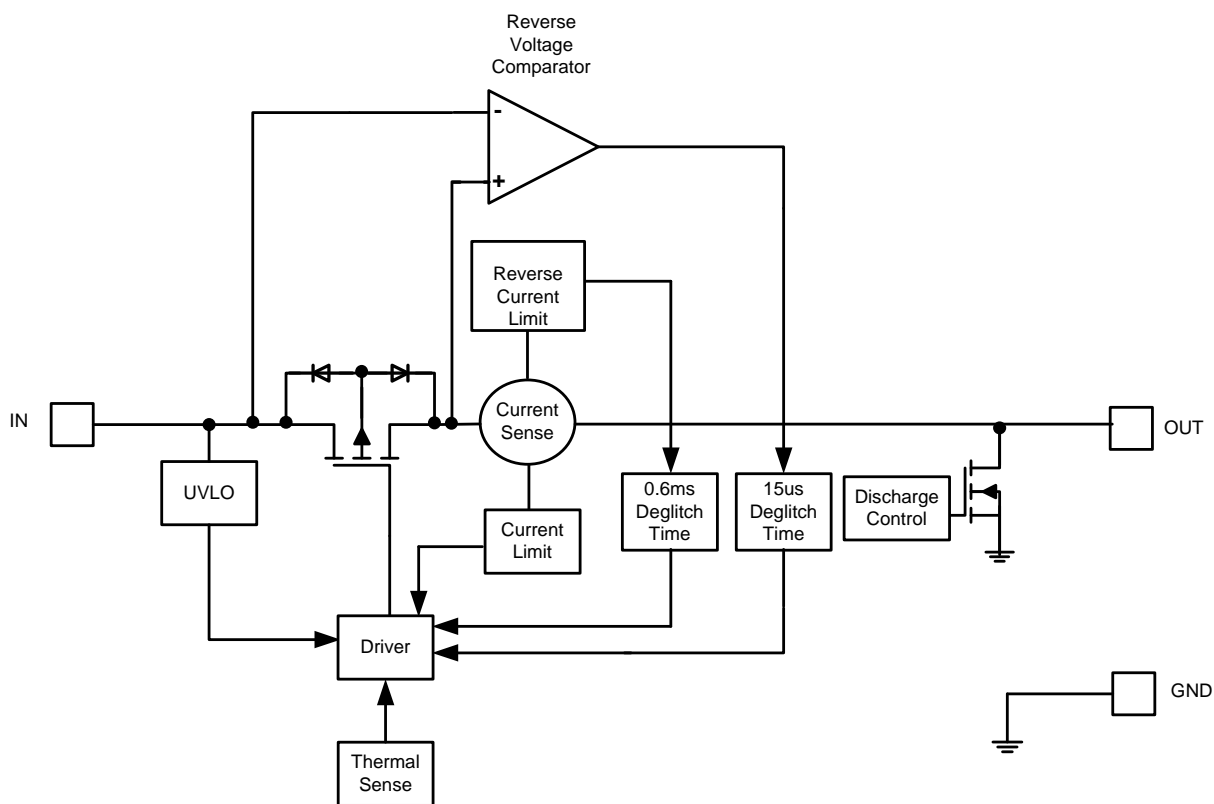 Reverse
Voltage
Comparator
-
+
Reverse
Current
Limit
IN
Current
Sense
OUT
UVLO
0.6ms
Deglitch
Time
15us
Deglitch
Time
Discharge
Control
Current
Limit
Driver
GND
Thermal
Sense